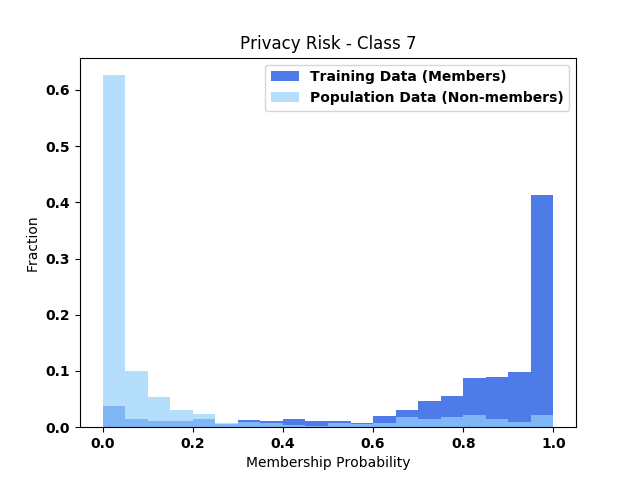 Privacy Risk - Class 7
Training Data (Members)
Population Data (Non-members)
Fraction
0.6
0.5
0.4
0.3
0.2
0.1
0.0
0.0 0.2 0.4 0.6 0.8 1.0
Membership Probability